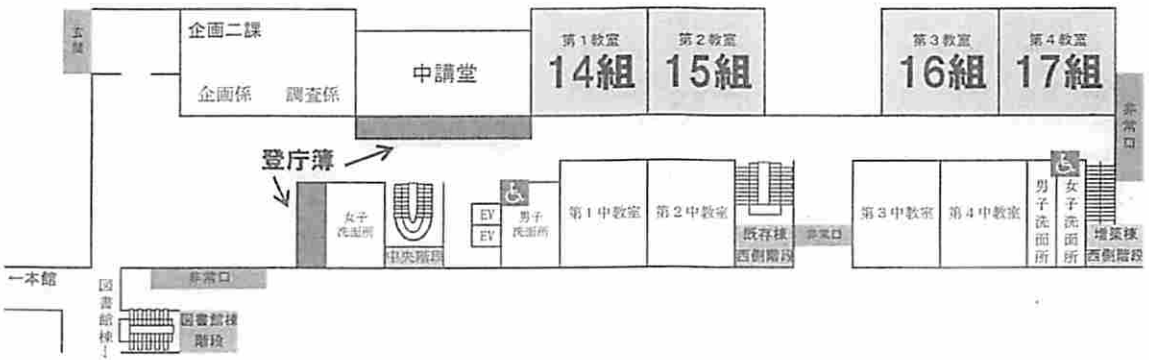 玄関
企画二課
企画係 調査係
中講堂
第1教室
14組
第2教室
15組
第3教室
16組
第4教室
17組
非常口
登庁簿
女子
洗面所
中央階段
EV
EV
男子
洗面所
第1中教室
第2中教室
既存棟
西側階段
非常口
第3中教室
第4中教室
男子洗面所
女子洗面所
増築棟
西側階段
←本館
非常口
図書館棟↓
図書館棟
階段